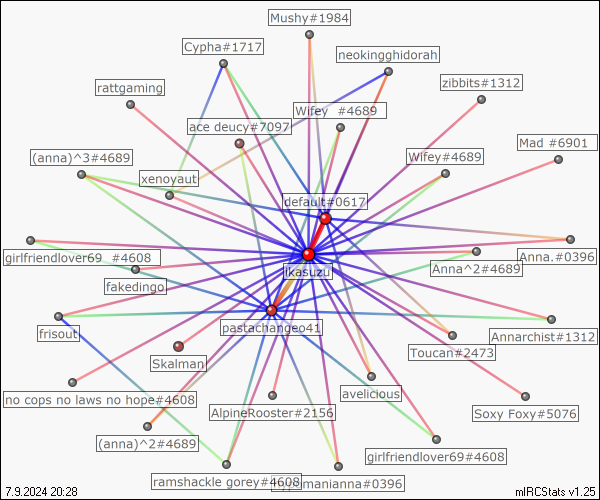 Mushy#1984
Cypha#1717
neokingghidorah
rattgaming
zibbits#1312
Wifey #4689
ace deucy#7097
Mad #6901
(anna)^3#4689
Wifey#4689
xenoyaut
default#0617
girlfriendlover69 #4608
Anna.#0396
Anna^2#4689
ikasuzu
fakedingo
pastachangeo41
frisout
Annarchist#1312
Toucan#2473
Skalman
avelicious
no cops no laws no hope#4608
AlpineRooster#2156
Soxy Foxy#5076
(anna)^2#4689
girlfriendlover69#4608
ramshackle gorey#4608
manianna#0396
7.9.2024 20:28
mIRCStats v1.25